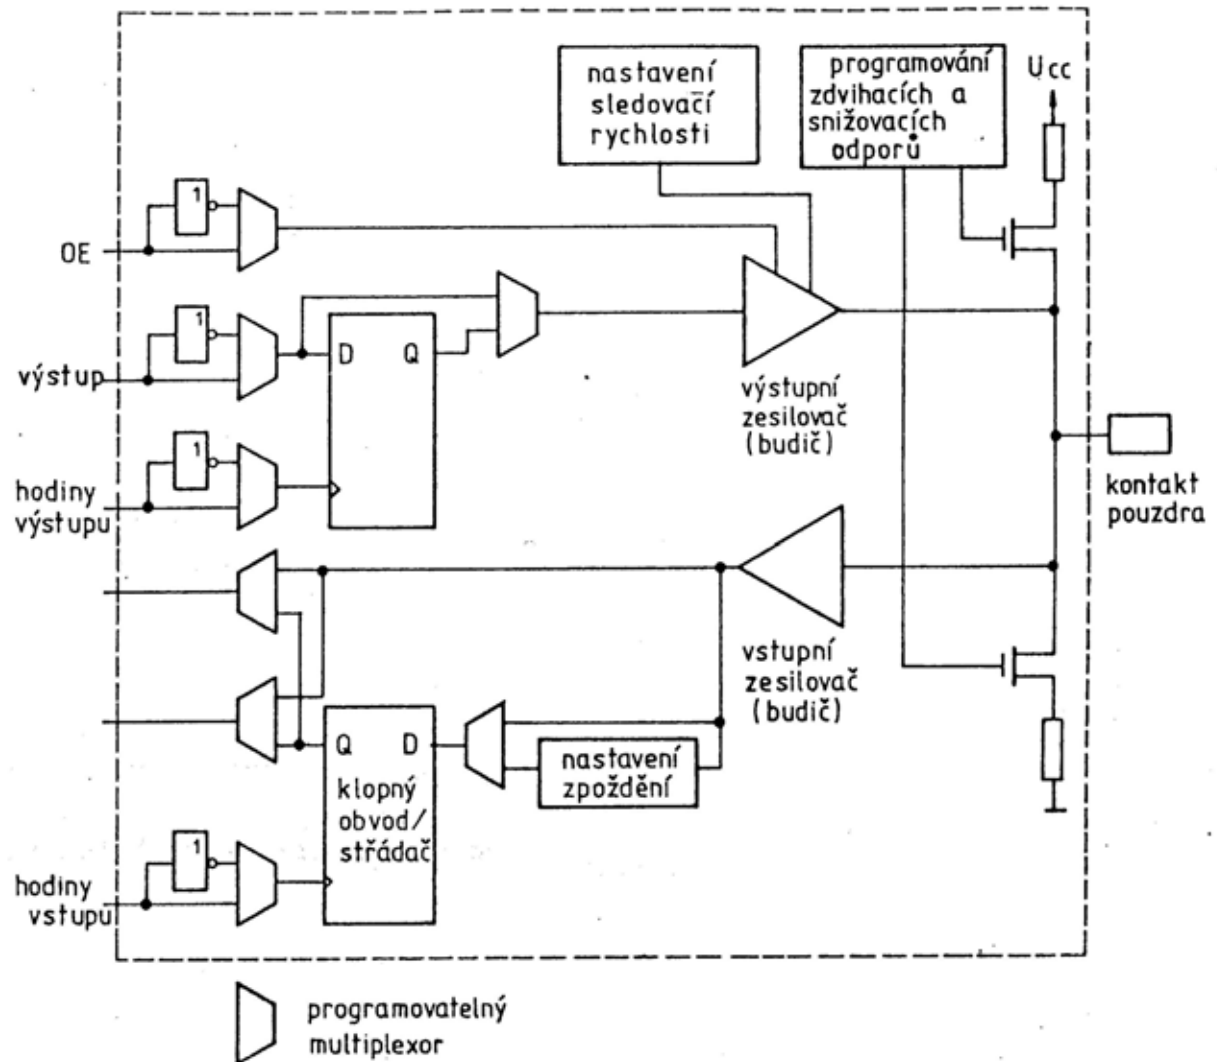 nastavení
sledovací
rychlosti
programování
zdvihacích a
snižovacích
odporů
Ucc
1
OE
1
výstup
D Q
výstupní
zesilovač
(budič)
1
hodiny
výstupu
kontakt
pouzdra
vstupní
zesilovač
(budič)
Q D
klopný
obvod/
střádač
nastavení
zpoždění
1
hodiny
vstupu
programovatelný
multiplexor